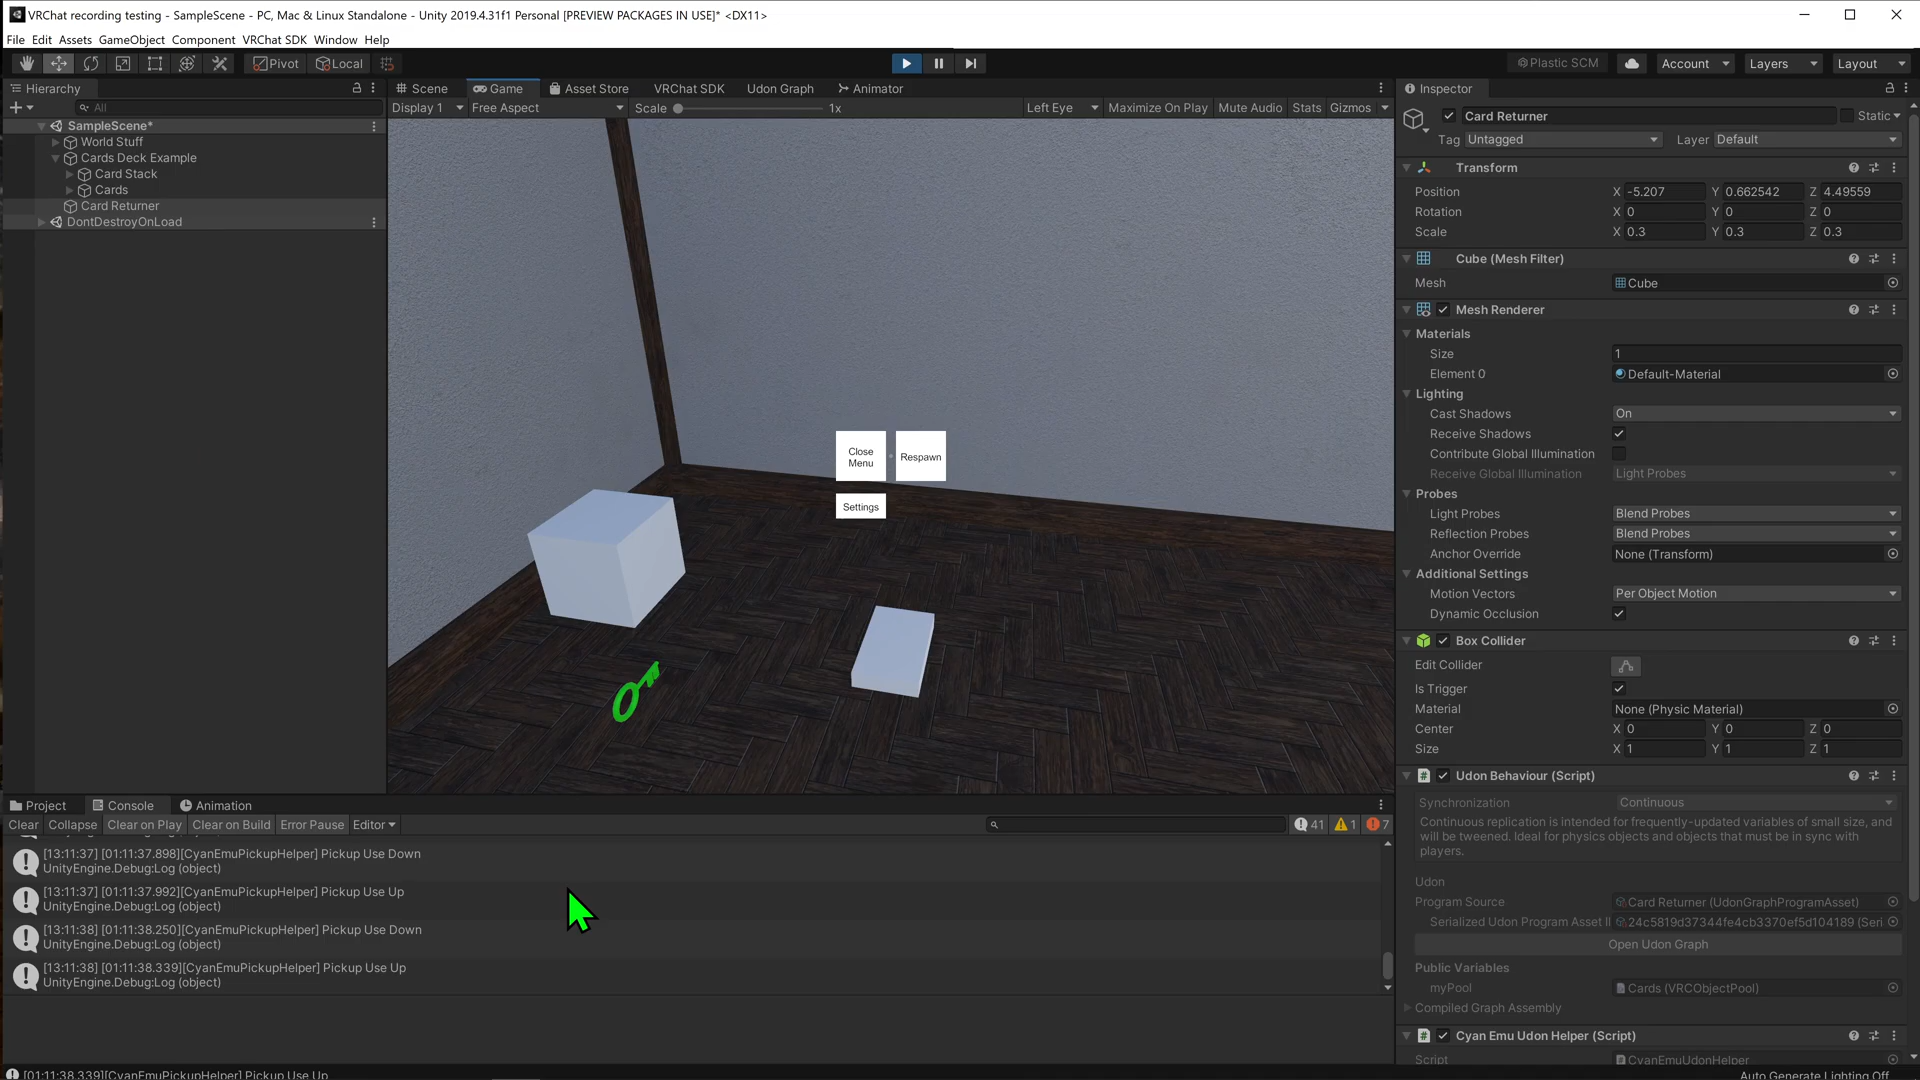 VRChat recording testing - SampleScene - PC, Mac & Linux Standalone - Unity 2019.4.31f1 Personal [PREVIEW PACKAGES IN USE]* <DX11>
File Edit Assets GameObject Component VRChat SDK Window Help
Pivot Local Plastic SCM Account Layers Layout
Hierarchy Scene Game Asset Store VRChat SDK Udon Graph Animator Inspector
All Display 1 Free Aspect Scale 1x Left Eye Maximize On Play Mute Audio Stats Gizmos
Card Returner Static
Tag Untagged Layer Default
SampleScene*
World Stuff
Cards Deck Example
Card Stack
Cards
Card Returner
DontDestroyOnLoad
Close Menu
Respawn
Settings
Transform
Position X -5.207 Y 0.662542 Z 4.49559
Rotation X 0 Y 0 Z 0
Scale X 0.3 Y 0.3 Z 0.3
Cube (Mesh Filter)
Mesh Cube
Mesh Renderer
Materials
Size 1
Element 0 Default-Material
Lighting
Cast Shadows On
Receive Shadows
Contribute Global Illumination
Receive Global Illumination Light Probes
Probes
Light Probes Blend Probes
Reflection Probes Blend Probes
Anchor Override None (Transform)
Additional Settings
Motion Vectors Per Object Motion
Dynamic Occlusion
Box Collider
Edit Collider
Is Trigger
Material None (Physic Material)
Center X 0 Y 0 Z 0
Size X 1 Y 1 Z 1
Udon Behaviour (Script)
Synchronization Continuous
Continuous replication is intended for frequently-updated variables of small size, and
will be tweened. Ideal for physics objects and objects that must be in sync with
players.
Udon
Program Source Card Returner (UdonGraphProgramAsset)
Serialized Udon Program Asset I 24c5819d37344fe4cb3370ef5d104189 (Seri
Open Udon Graph
Public Variables
myPool Cards (VRCObjectPool)
Compiled Graph Assembly
Cyan Emu Udon Helper (Script)
Script CyanEmuUdonHelper
Project Console Animation
Clear Collapse Clear on Play Clear on Build Error Pause Editor 41 1 7
[13:11:37] [01:11:37.898][CyanEmuPickupHelper] Pickup Use Down
UnityEngine.Debug:Log (object)
[13:11:37] [01:11:37.992][CyanEmuPickupHelper] Pickup Use Up
UnityEngine.Debug:Log (object)
[13:11:38] [01:11:38.250][CyanEmuPickupHelper] Pickup Use Down
UnityEngine.Debug:Log (object)
[13:11:38] [01:11:38.339][CyanEmuPickupHelper] Pickup Use Up
UnityEngine.Debug:Log (object)
[01:11:38.339][CyanEmuPickupHelper] Pickup Use Up
Auto Generate Lighting Off